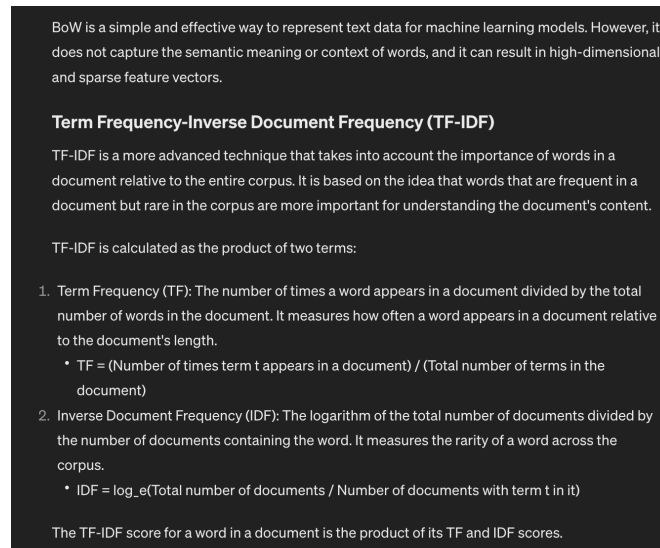 BoW is a simple and effective way to represent text data for machine learning models. However, it
does not capture the semantic meaning or context of words, and it can result in high-dimensional
and sparse feature vectors.
Term Frequency-Inverse Document Frequency (TF-IDF)
TF-IDF is a more advanced technique that takes into account the importance of words in a
document relative to the entire corpus. It is based on the idea that words that are frequent in a
document but rare in the corpus are more important for understanding the document's content.
TF-IDF is calculated as the product of two terms:
1. Term Frequency (TF): The number of times a word appears in a document divided by the total
number of words in the document. It measures how often a word appears in a document relative
to the document's length.
• TF = (Number of times term t appears in a document) / (Total number of terms in the
document)
2. Inverse Document Frequency (IDF): The logarithm of the total number of documents divided by
the number of documents containing the word. It measures the rarity of a word across the
corpus.
• IDF = log_e(Total number of documents / Number of documents with term t in it)
The TF-IDF score for a word in a document is the product of its TF and IDF scores.